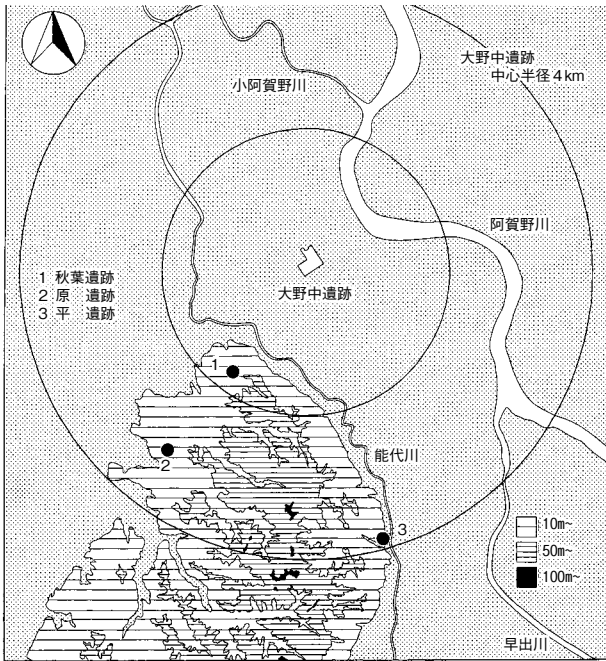 大野中遺跡
中心半径4km
小阿賀野川
阿賀野川
大野中遺跡
1 秋葉遺跡
2 原　遺跡
3 平　遺跡
1
2
能代川
3
10m~
50m~
100m~
早出川